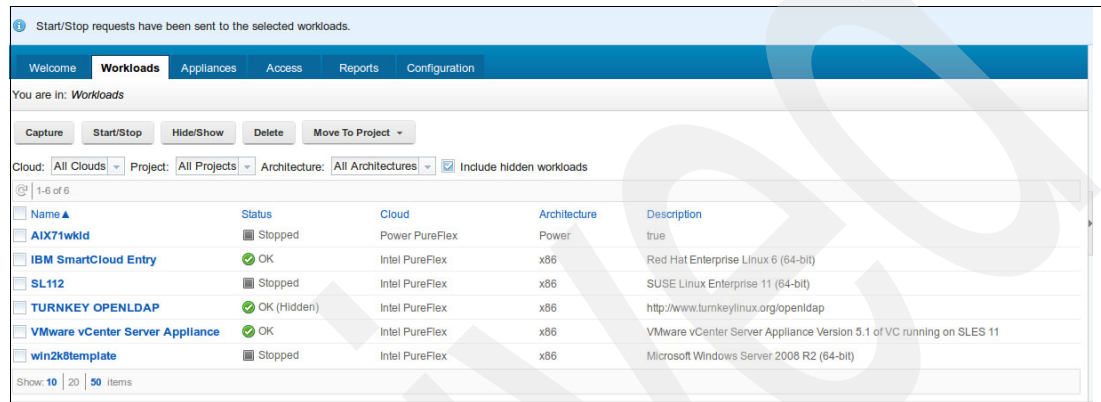 Start/Stop requests have been sent to the selected workloads.
Welcome Workloads Appliances Access Reports Configuration
You are in: Workloads
Capture Start/Stop Hide/Show Delete Move To Project
Cloud: All Clouds Project: All Projects Architecture: All Architectures Include hidden workloads
1-6 of 6
Name Status Cloud Architecture Description
AIX71wkld Stopped Power PureFlex Power true
IBM SmartCloud Entry OK Intel PureFlex x86 Red Hat Enterprise Linux 6 (64-bit)
SL112 Stopped Intel PureFlex x86 SUSE Linux Enterprise 11 (64-bit)
TURNKEY OPENLDAP OK (Hidden) Intel PureFlex x86 http://www.turnkeylinux.org/openldap
VMware vCenter Server Appliance OK Intel PureFlex x86 VMware vCenter Server Appliance Version 5.1 of VC running on SLES 11
win2k8template Stopped Intel PureFlex x86 Microsoft Windows Server 2008 R2 (64-bit)
Show: 10 20 50 items